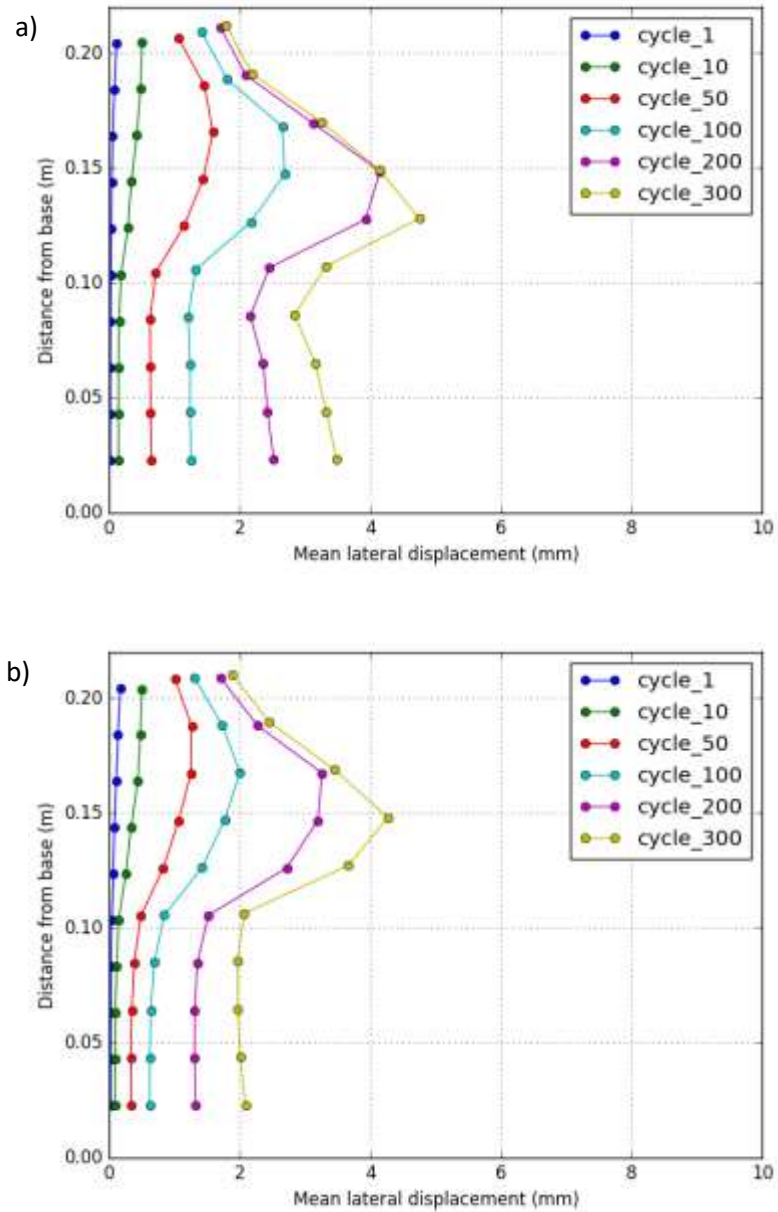 a)
0.20
0.15
0.10
0.05
0.00
Distance from base (m)
cycle_1
cycle_10
cycle_50
cycle_100
cycle_200
cycle_300
0 2 4 6 8 10
Mean lateral displacement (mm)
b)
0.20
0.15
0.10
0.05
0.00
Distance from base (m)
cycle_1
cycle_10
cycle_50
cycle_100
cycle_200
cycle_300
0 2 4 6 8 10
Mean lateral displacement (mm)